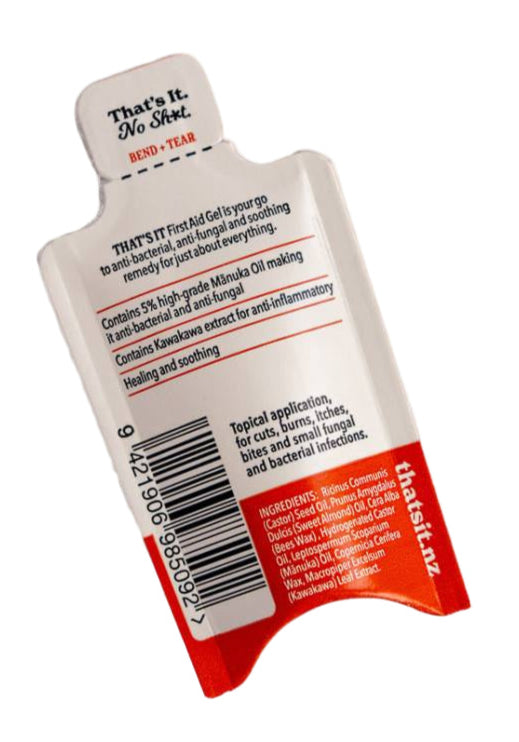 That's It.
No Sh*t.
BEND + TEAR
THAT'S IT First Aid Gel is your go
to anti-bacterial, anti-fungal and soothing
remedy for just about everything.
Contains 5% high-grade Mānuka Oil making
it anti-bacterial and anti-fungal
Contains Kawakawa extract for anti-inflammatory
Healing and soothing
Topical application,
for cuts, burns, itches,
bites and small fungal
and bacterial infections.
9 421906 985092 >
INGREDIENTS: Ricinus Communis
(Castor) Seed Oil, Prunus Amygdalus
Dulcis (Sweet Almond) Oil, Cera Alba
(Bees Wax), Hydrogenated Castor
Oil, Leptospermum Scoparium
(Mānuka) Oil, Copernicia Cerifera
Wax, Macropiper Excelsum
(Kawakawa) Leaf Extract.
thatsit.nz